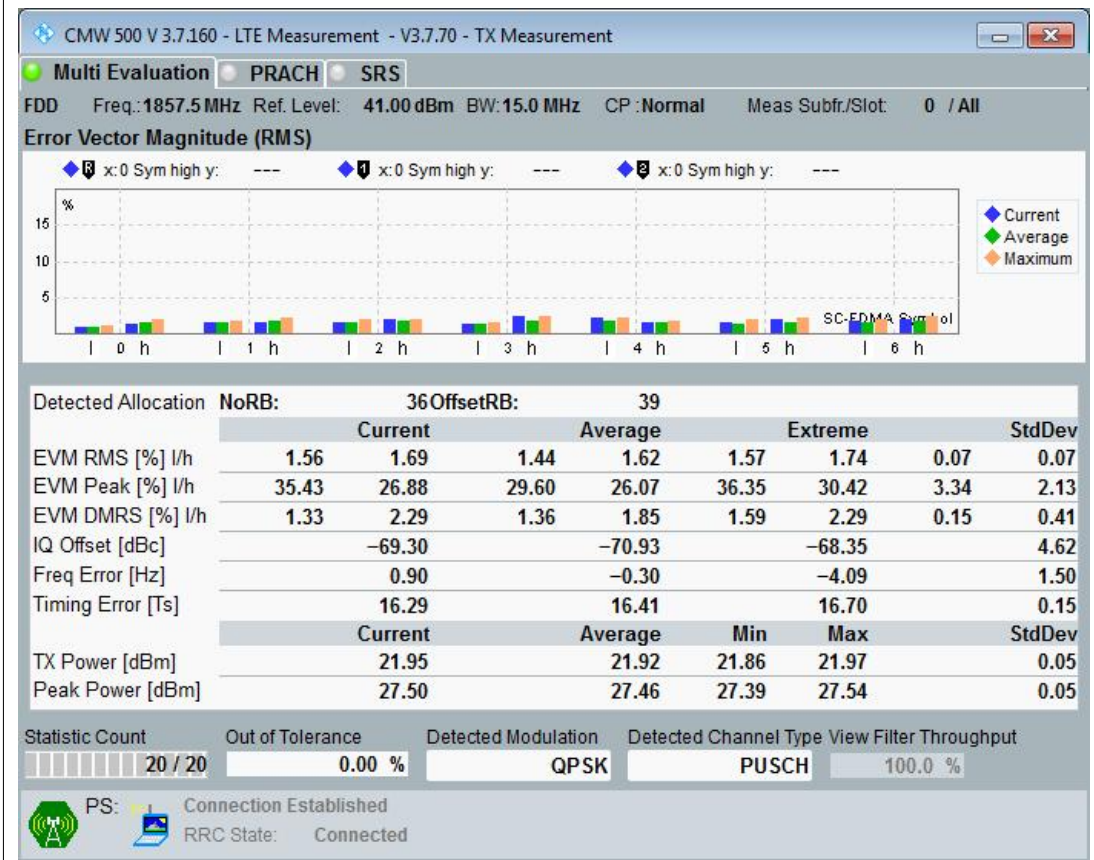 CMW 500 V 3.7.160 - LTE Measurement - V3.7.70 - TX Measurement
Multi Evaluation PRACH SRS
FDD Freq.: 1857.5 MHz Ref. Level: 41.00 dBm BW: 15.0 MHz CP : Normal Meas Subfr./Slot: 0 / All
Error Vector Magnitude (RMS)
R x: 0 Sym high y: --- 1 x: 0 Sym high y: --- 2 x: 0 Sym high y: ---
%
15
10
5
Current
Average
Maximum
SC-FDMA Symbol
l 0 h l 1 h l 2 h l 3 h l 4 h l 5 h l 6 h
Detected Allocation NoRB: 36 OffsetRB: 39
Current Average Extreme StdDev
EVM RMS [%] l/h 1.56 1.69 1.44 1.62 1.57 1.74 0.07 0.07
EVM Peak [%] l/h 35.43 26.88 29.60 26.07 36.35 30.42 3.34 2.13
EVM DMRS [%] l/h 1.33 2.29 1.36 1.85 1.59 2.29 0.15 0.41
IQ Offset [dBc] −69.30 −70.93 −68.35 4.62
Freq Error [Hz] 0.90 −0.30 −4.09 1.50
Timing Error [Ts] 16.29 16.41 16.70 0.15
Current Average Min Max StdDev
TX Power [dBm] 21.95 21.92 21.86 21.97 0.05
Peak Power [dBm] 27.50 27.46 27.39 27.54 0.05
Statistic Count Out of Tolerance Detected Modulation Detected Channel Type View Filter Throughput
20 / 20 0.00 % QPSK PUSCH 100.0 %
PS: Connection Established
RRC State: Connected